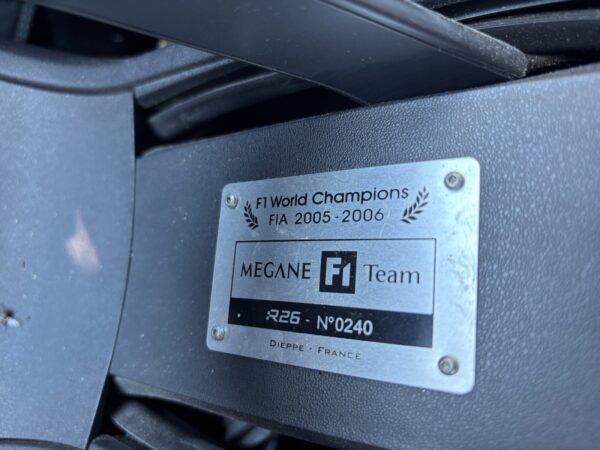 F1 World Champions
FIA 2005-2006
MEGANE F1 Team
R26 - N°0240
DIEPPE - FRANCE